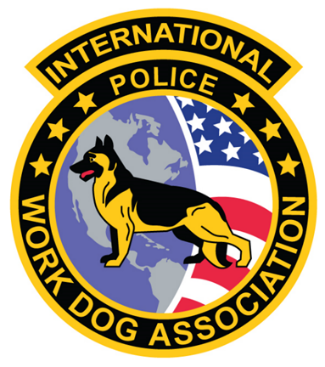 INTERNATIONAL
POLICE
WORK DOG ASSOCIATION